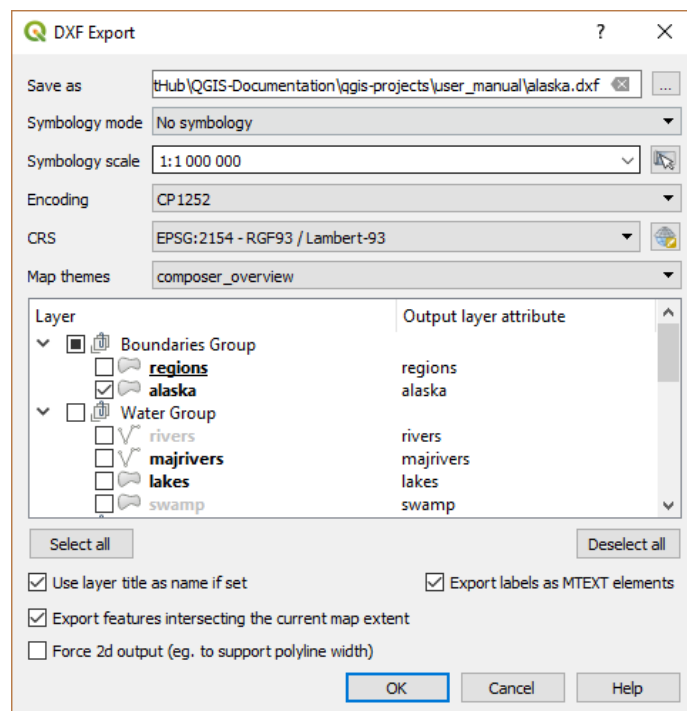 DXF Export
Save as tHub\QGIS-Documentation\qgis-projects\user_manual\alaska.dxf ...
Symbology mode No symbology
Symbology scale 1:1 000 000
Encoding CP1252
CRS EPSG:2154 - RGF93 / Lambert-93
Map themes composer_overview
Layer Output layer attribute
Boundaries Group
regions regions
alaska alaska
Water Group
rivers rivers
majrivers majrivers
lakes lakes
swamp swamp
Select all Deselect all
Use layer title as name if set Export labels as MTEXT elements
Export features intersecting the current map extent
Force 2d output (eg. to support polyline width)
OK Cancel Help